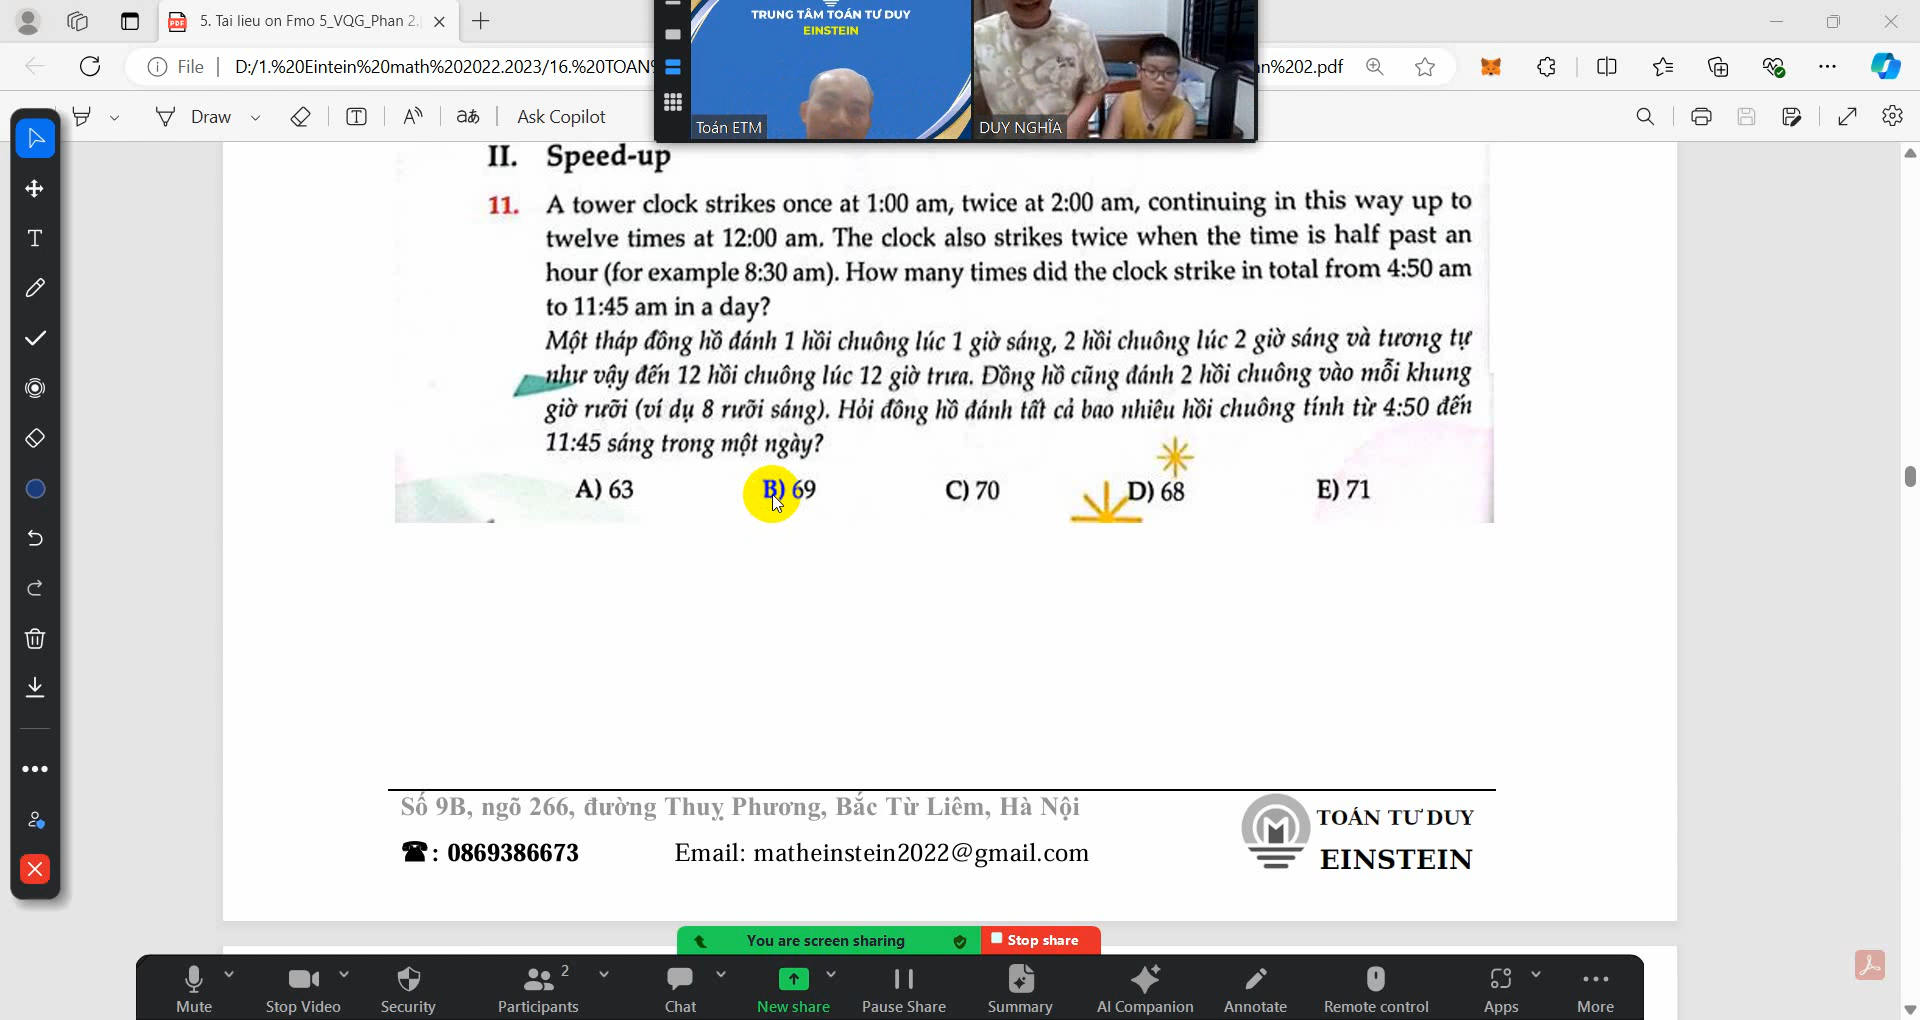 5. Tai lieu on Fmo 5_VQG_Phan 2.
File
D:/1.%20Eintein%20math%202022.2023/16.%20TOAN
n%202.pdf
Draw
Ask Copilot
TRUNG TÂM TOÁN TƯ DUY
EINSTEIN
Toán ETM
DUY NGHĨA
II. Speed-up
11. A tower clock strikes once at 1:00 am, twice at 2:00 am, continuing in this way up to
twelve times at 12:00 am. The clock also strikes twice when the time is half past an
hour (for example 8:30 am). How many times did the clock strike in total from 4:50 am
to 11:45 am in a day?
Một tháp đồng hồ đánh 1 hồi chuông lúc 1 giờ sáng, 2 hồi chuông lúc 2 giờ sáng và tương tự
như vậy đến 12 hồi chuông lúc 12 giờ trưa. Đồng hồ cũng đánh 2 hồi chuông vào mỗi khung
giờ rưỡi (ví dụ 8 rưỡi sáng). Hỏi đồng hồ đánh tất cả bao nhiêu hồi chuông tính từ 4:50 đến
11:45 sáng trong một ngày?
A) 63 B) 69 C) 70 D) 68 E) 71
Số 9B, ngõ 266, đường Thuỵ Phương, Bắc Từ Liêm, Hà Nội
☎: 0869386673 Email: matheinstein2022@gmail.com
TOÁN TƯ DUY
EINSTEIN
You are screen sharing Stop share
2
Mute Stop Video Security Participants Chat New share Pause Share Summary AI Companion Annotate Remote control Apps More